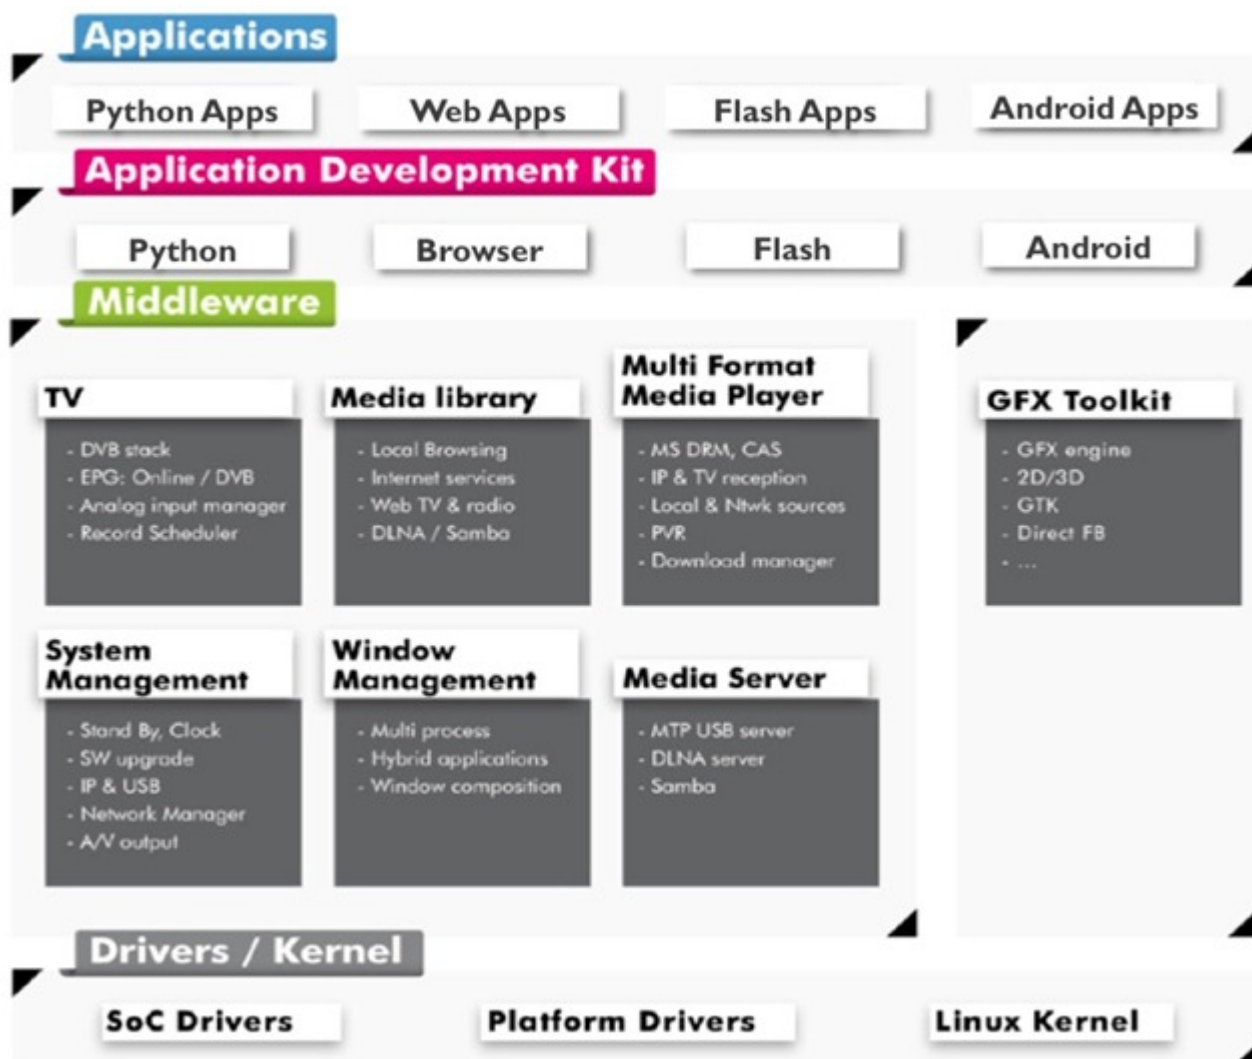 Applications
Python Apps
Web Apps
Flash Apps
Android Apps
Application Development Kit
Python
Browser
Flash
Android
Middleware
TV
- DVB stack
- EPG: Online / DVB
- Analog input manager
- Record Scheduler
Media library
- Local Browsing
- Internet services
- Web TV & radio
- DLNA / Samba
Multi Format
Media Player
- MS DRM, CAS
- IP & TV reception
- Local & Ntwk sources
- PVR
- Download manager
GFX Toolkit
- GFX engine
- 2D/3D
- GTK
- Direct FB
- ...
System
Management
- Stand By, Clock
- SW upgrade
- IP & USB
- Network Manager
- A/V output
Window
Management
- Multi process
- Hybrid applications
- Window composition
Media Server
- MTP USB server
- DLNA server
- Samba
Drivers / Kernel
SoC Drivers
Platform Drivers
Linux Kernel